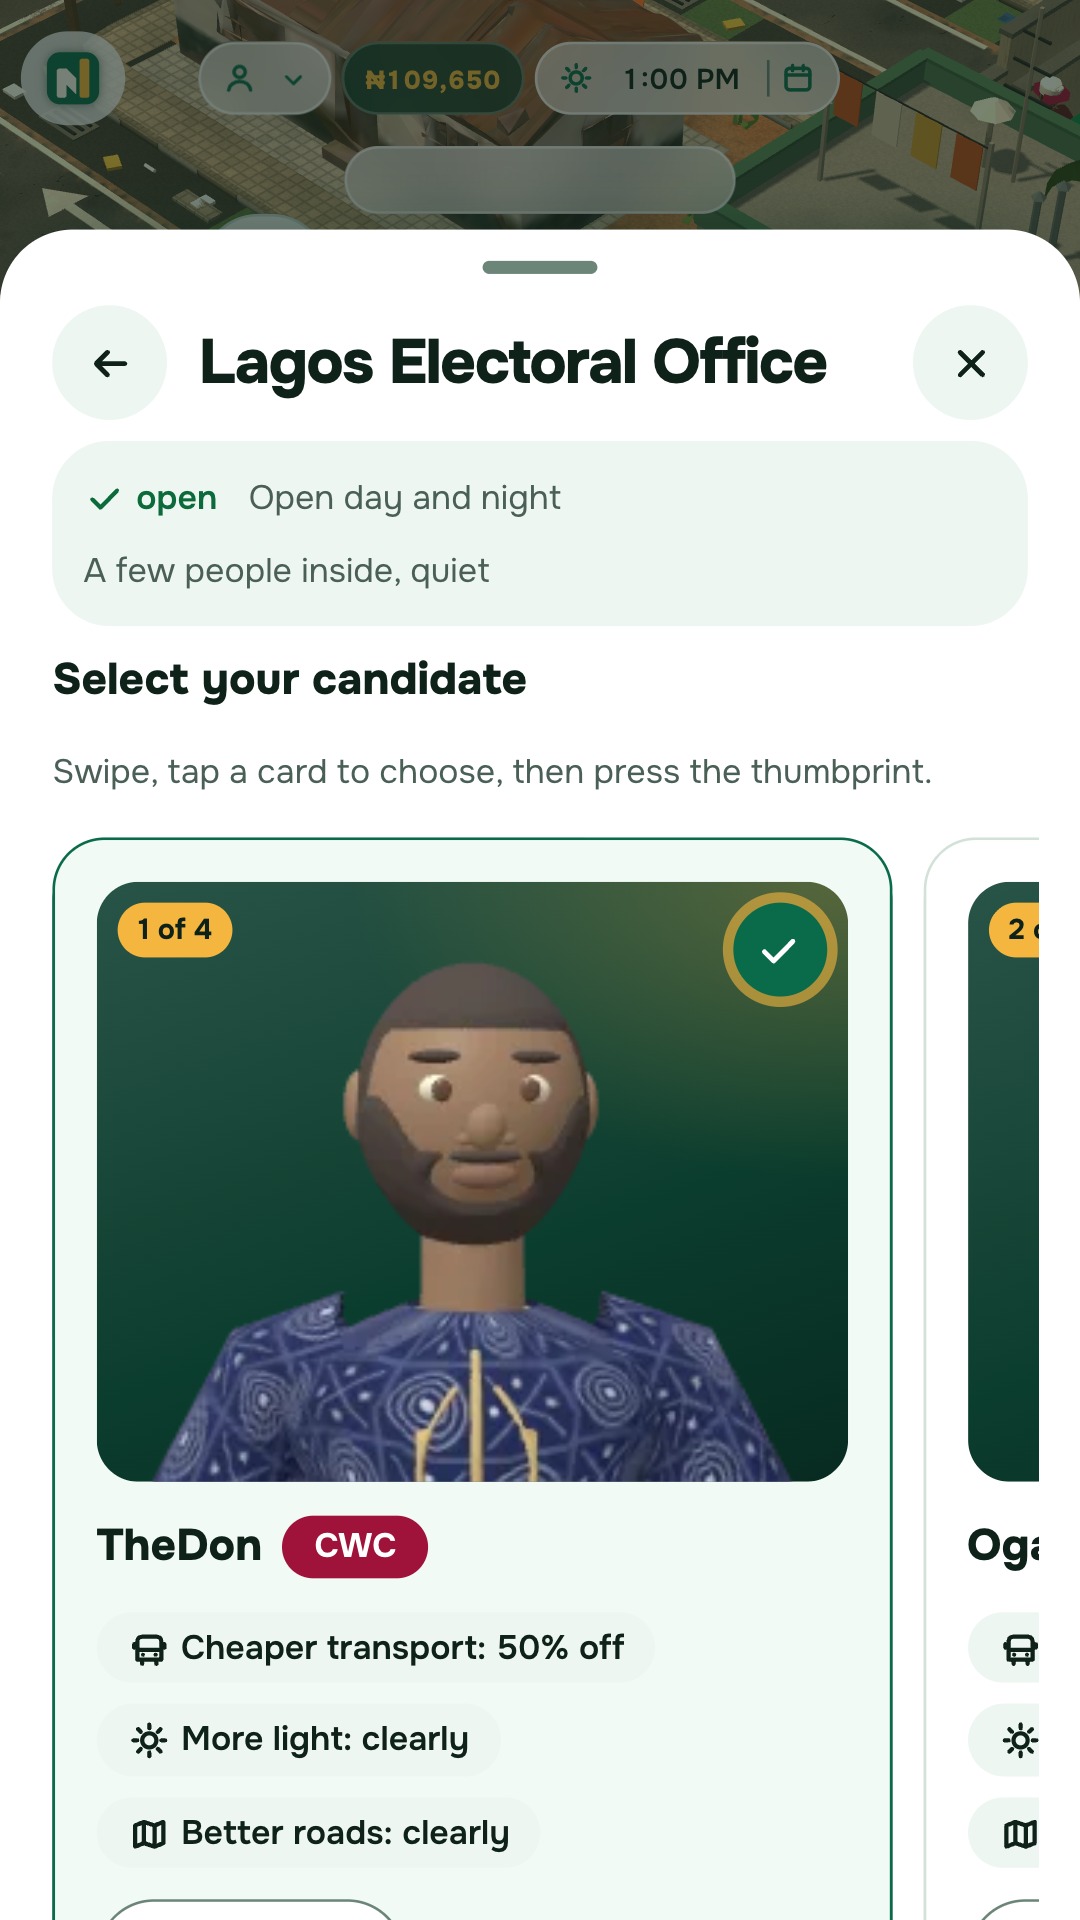 ₦109,650
1:00 PM
Lagos Electoral Office
open Open day and night
A few people inside, quiet
Select your candidate
Swipe, tap a card to choose, then press the thumbprint.
1 of 4
2
TheDon CWC
Cheaper transport: 50% off
More light: clearly
Better roads: clearly